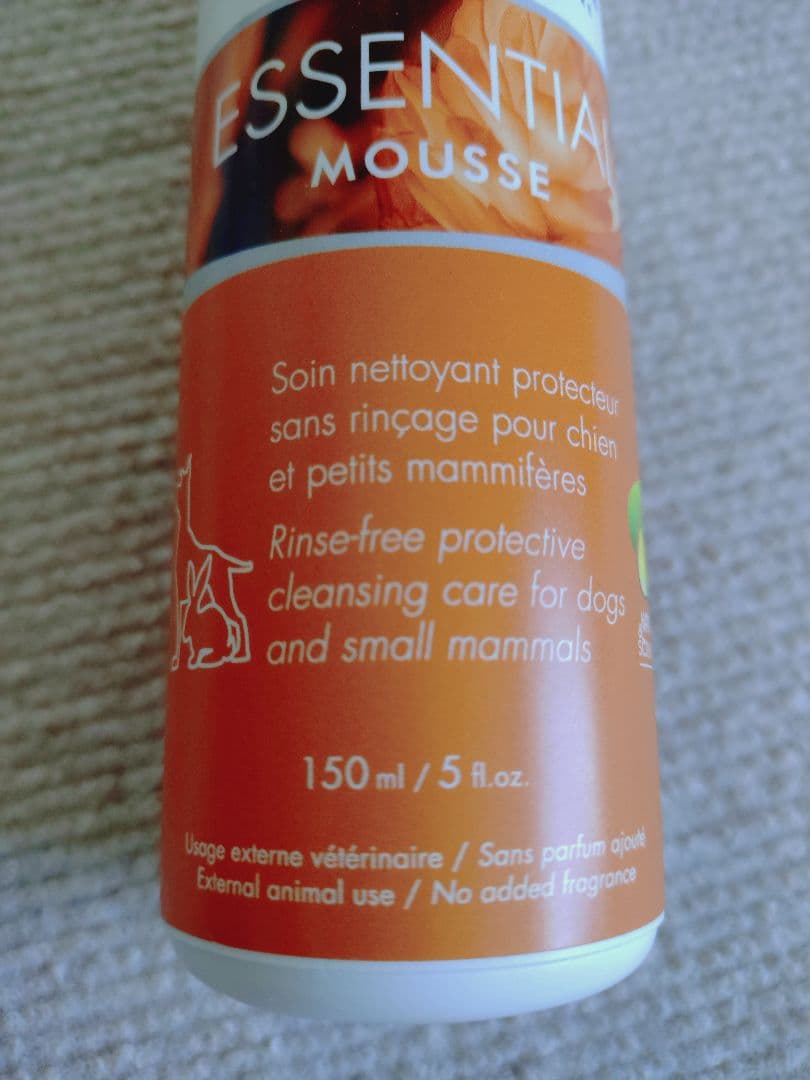 ESSENTIAL
MOUSSE
Soin nettoyant protecteur
sans rinçage pour chien
et petits mammifères
Rinse-free protective
cleansing care for dogs
and small mammals
150 ml / 5 fl.oz.
Usage externe vétérinaire / Sans parfum ajouté
External animal use / No added fragrance